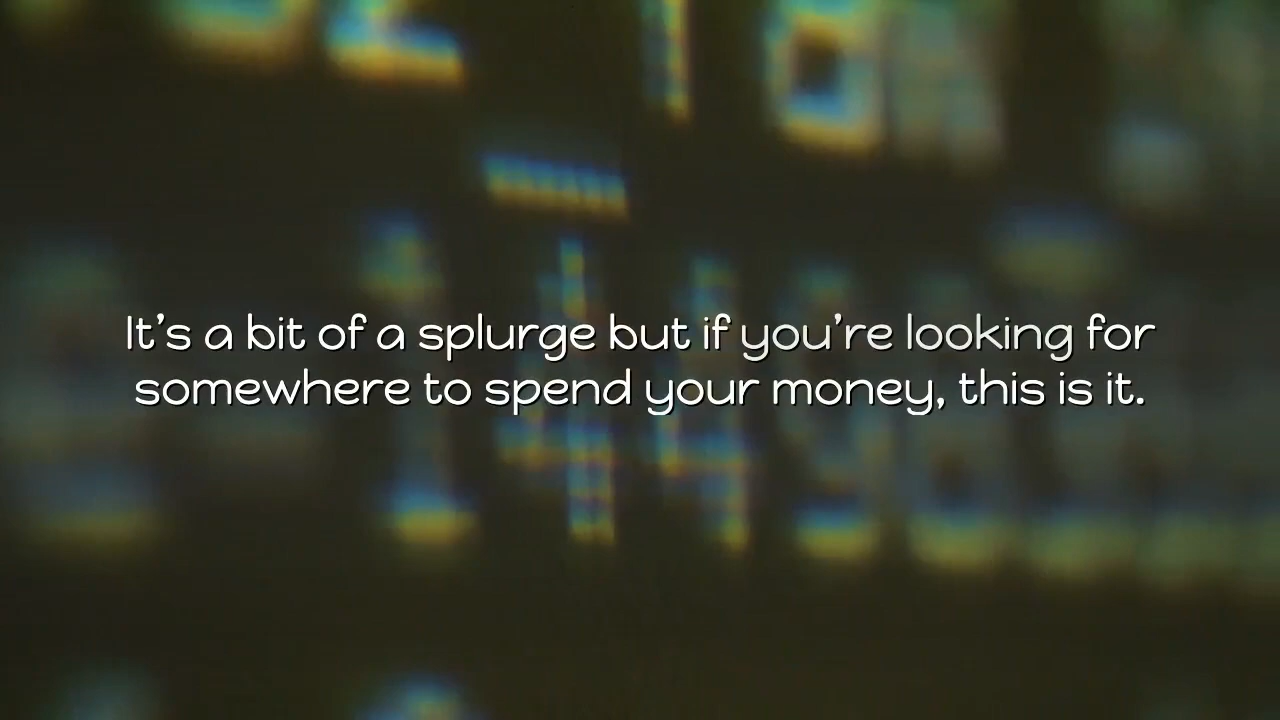 It’s a bit of a splurge but if you’re looking for
somewhere to spend your money, this is it.